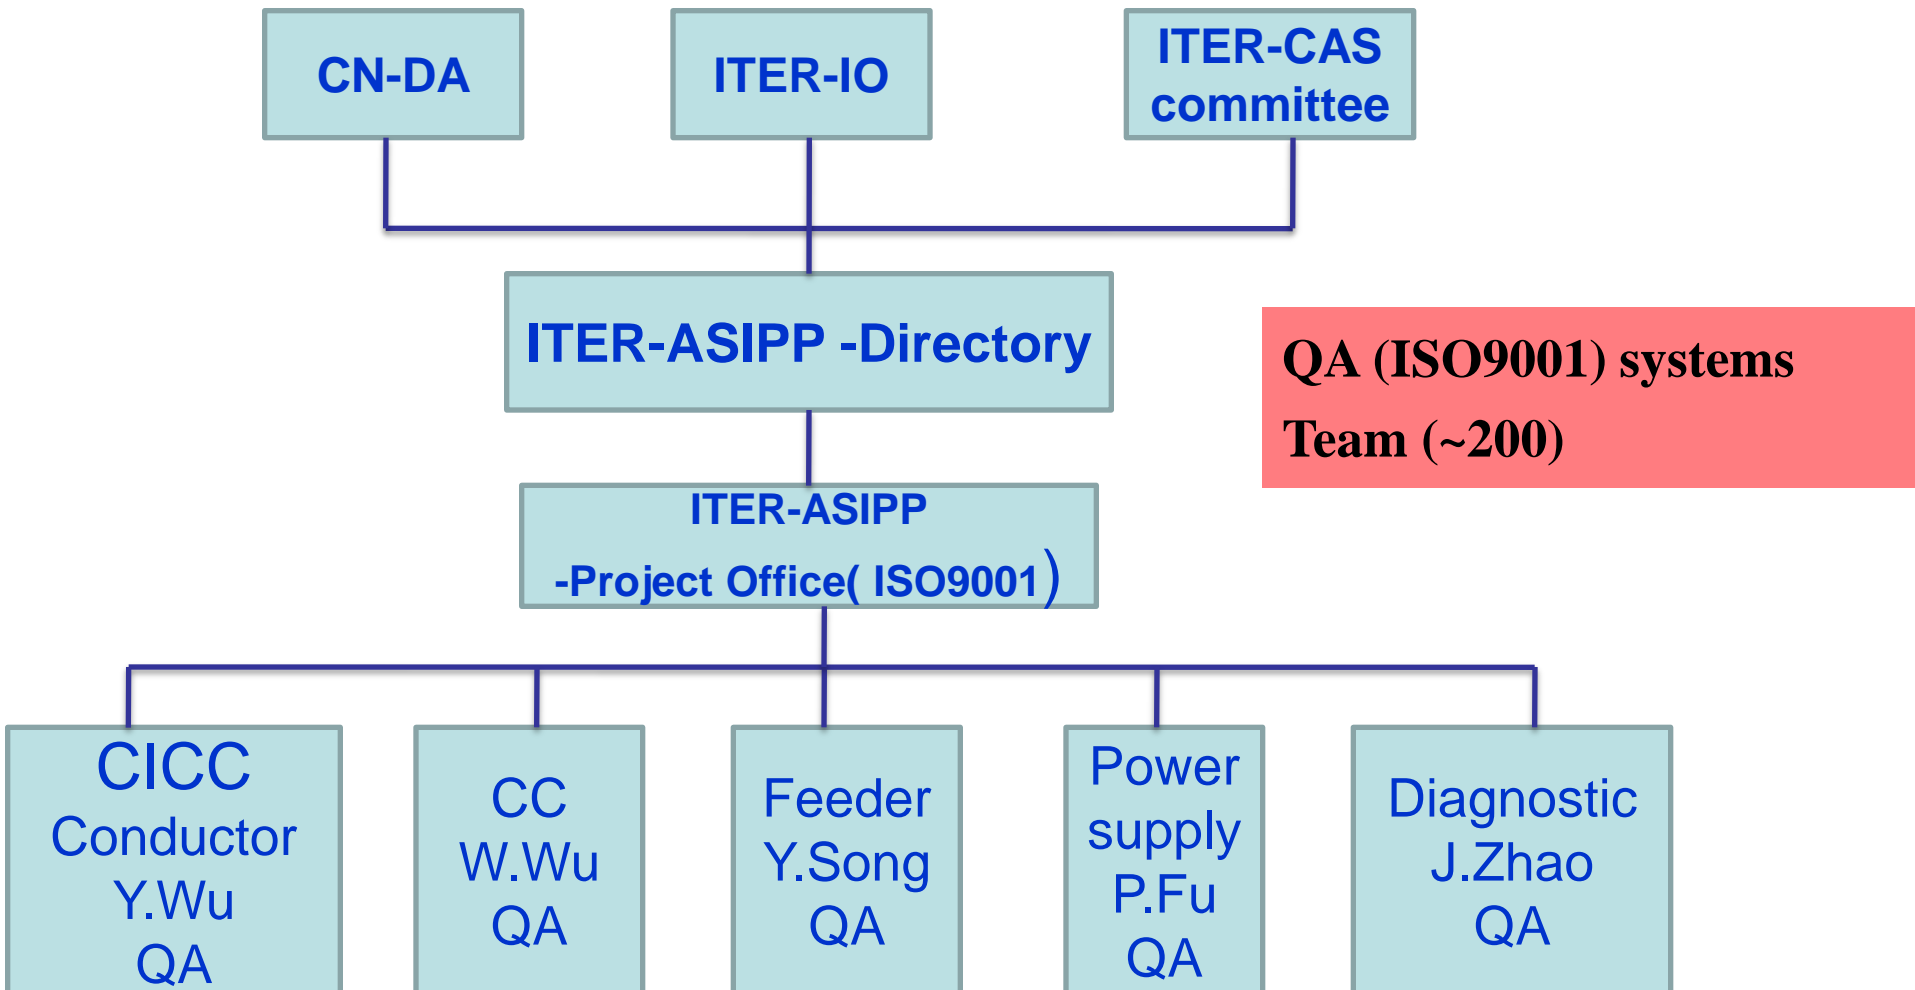 CN-DA
ITER-IO
ITER-CAS
committee
ITER-ASIPP -Directory
QA (ISO9001) systems
Team (~200)
ITER-ASIPP
-Project Office( ISO9001)
CICC
Conductor
Y.Wu
QA
CC
W.Wu
QA
Feeder
Y.Song
QA
Power
supply
P.Fu
QA
Diagnostic
J.Zhao
QA